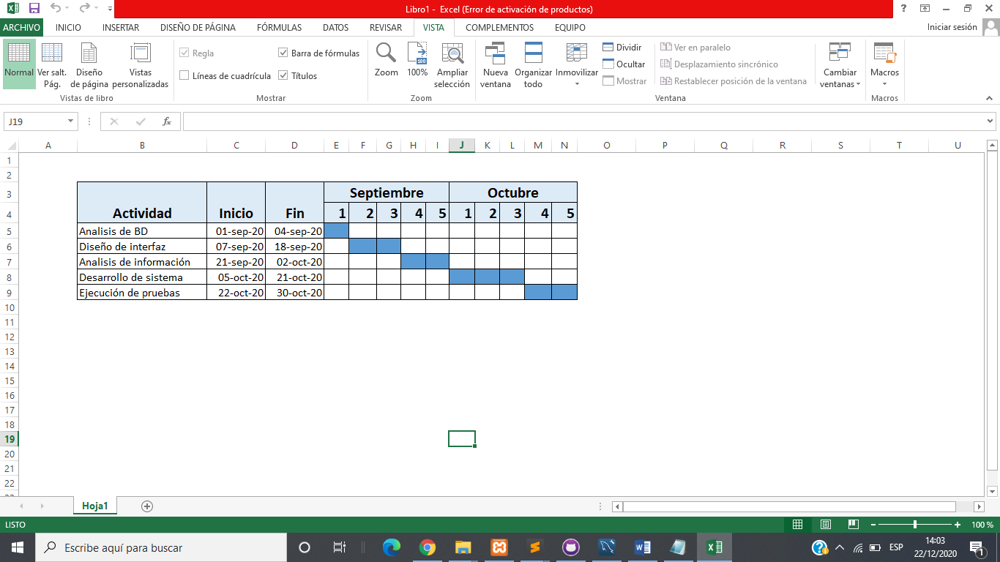 Libro1 - Excel (Error de activación de productos)
ARCHIVO INICIO INSERTAR DISEÑO DE PÁGINA FÓRMULAS DATOS REVISAR VISTA COMPLEMENTOS EQUIPO Iniciar sesión
Normal
Ver salt. Pág.
Diseño de página
Vistas personalizadas
Vistas de libro
Regla
Barra de fórmulas
Líneas de cuadrícula
Títulos
Mostrar
Zoom
100
100%
Ampliar selección
Zoom
Nueva ventana
Organizar todo
Inmovilizar
Dividir
Ocultar
Mostrar
Ver en paralelo
Desplazamiento sincrónico
Restablecer posición de la ventana
Cambiar ventanas
Ventana
Macros
Macros
J19 fx
A B C D E F G H I J K L M N O P Q R S T U
1
2
3 Septiembre Octubre
4 Actividad Inicio Fin 1 2 3 4 5 1 2 3 4 5
5 Analisis de BD 01-sep-20 04-sep-20
6 Diseño de interfaz 07-sep-20 18-sep-20
7 Analisis de información 21-sep-20 02-oct-20
8 Desarrollo de sistema 05-oct-20 21-oct-20
9 Ejecución de pruebas 22-oct-20 30-oct-20
10
11
12
13
14
15
16
17
18
19
20
21
22
Hoja1
LISTO 100 %
Escribe aquí para buscar ESP 14:03
22/12/2020 1